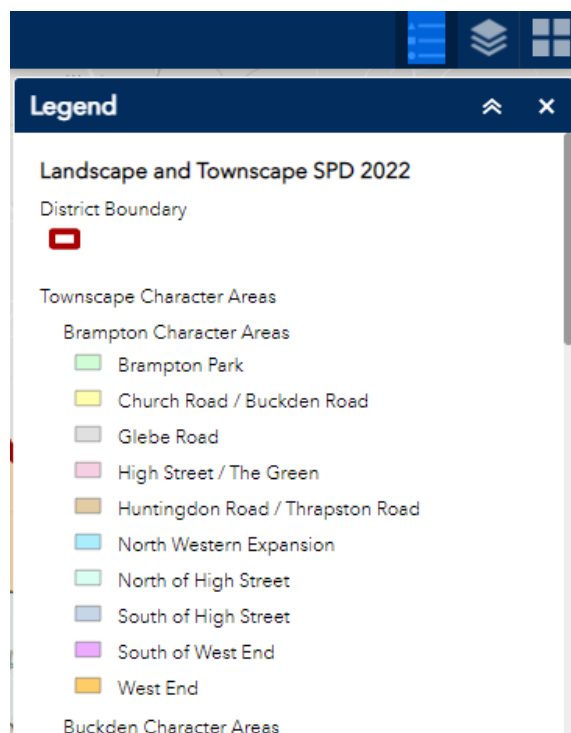 Legend
Landscape and Townscape SPD 2022
District Boundary
Townscape Character Areas
Brampton Character Areas
Brampton Park
Church Road / Buckden Road
Glebe Road
High Street / The Green
Huntingdon Road / Thrapston Road
North Western Expansion
North of High Street
South of High Street
South of West End
West End
Buckden Character Areas